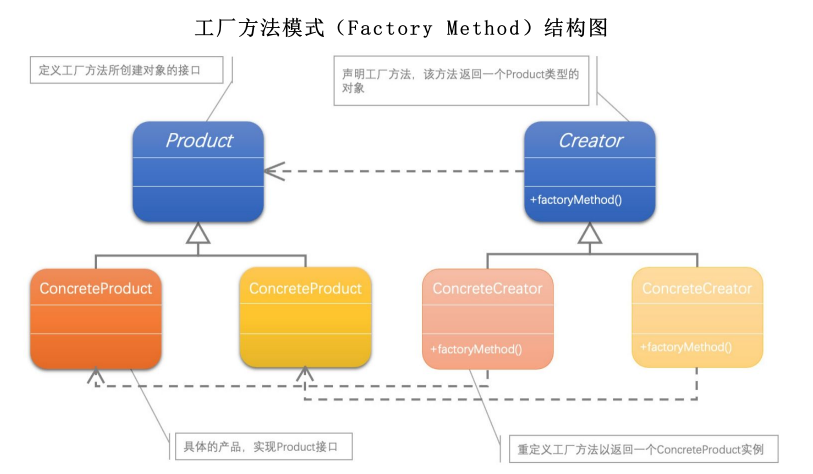 工厂方法模式（Factory Method）结构图
定义工厂方法所创建对象的接口
声明工厂方法，该方法返回一个Product类型的
对象
Product
Creator
+factoryMethod()
ConcreteProduct
ConcreteProduct
ConcreteCreator
ConcreteCreator
+factoryMethod()
+factoryMethod()
具体的产品，实现Product接口
重定义工厂方法以返回一个ConcreteProduct实例